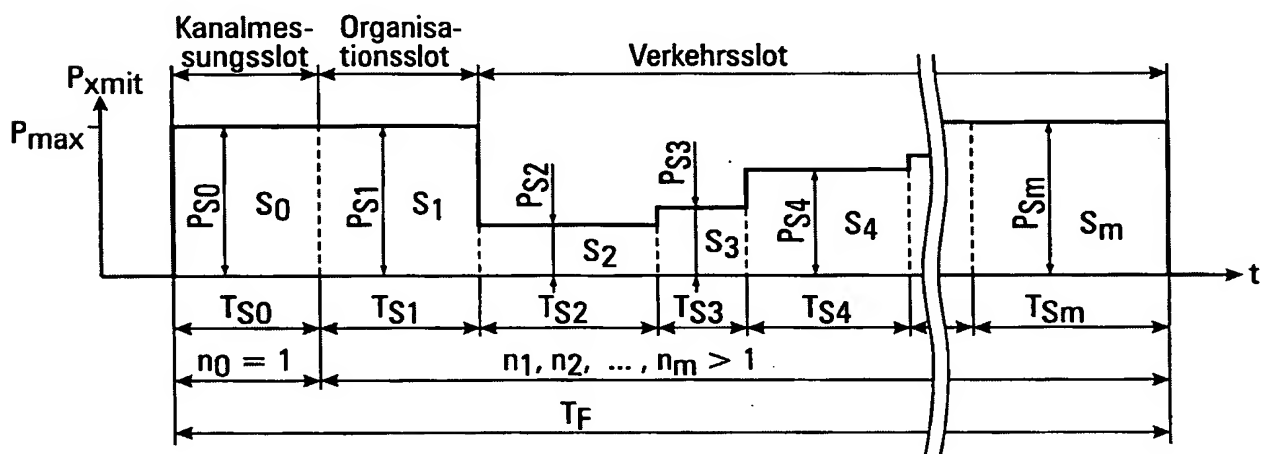 Kanalmes-
sungsslot
Organisa-
tionsslot
Verkehrsslot
Pxmit
Pmax
PS0
S0
PS1
S1
PS2
S2
PS3
S3
PS4
S4
PSm
Sm
t
TS0
TS1
TS2
TS3
TS4
TSm
n0 = 1
n1, n2, ..., nm > 1
TF